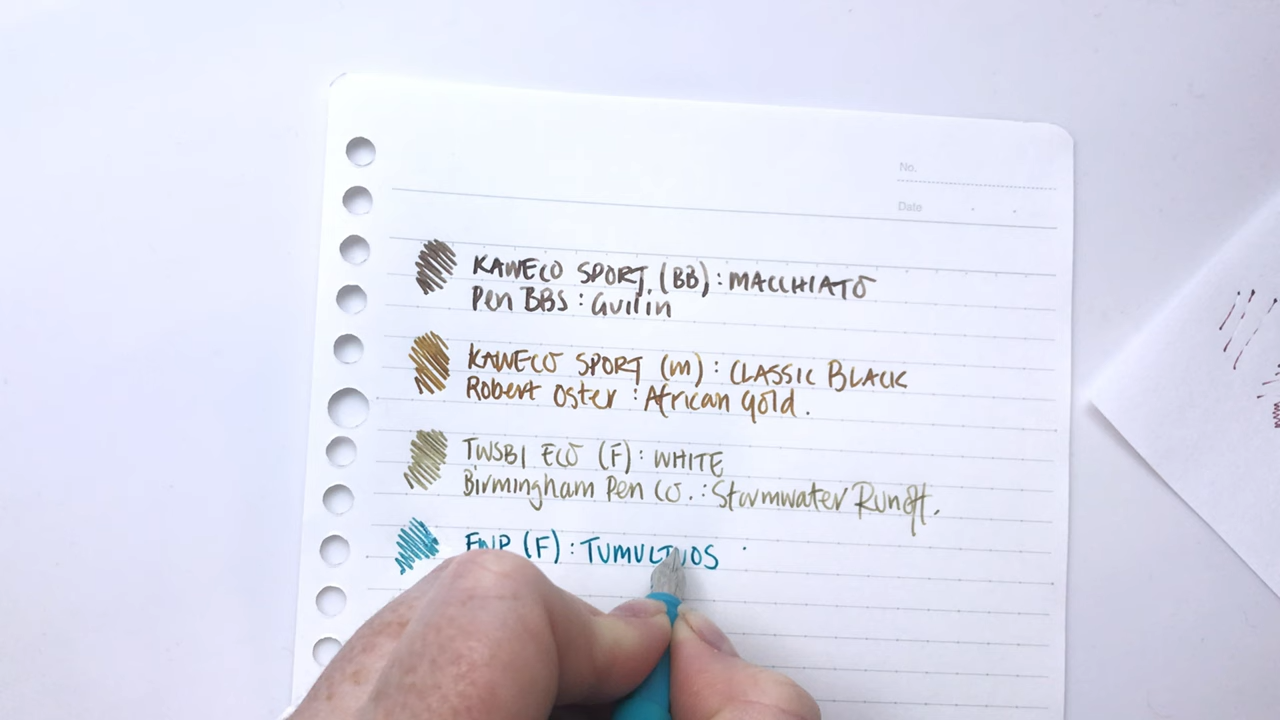 No.
Date
KAWECO SPORT (BB) : MACCHIATO
Pen BBS : Guilin
KAWECO SPORT (M) : CLASSIC BLACK
Robert Oster : African Gold.
TWSBI ECO (F) : WHITE
Birmingham Pen Co. : Stormwater Runoff.
(F) : TUMULTUOS